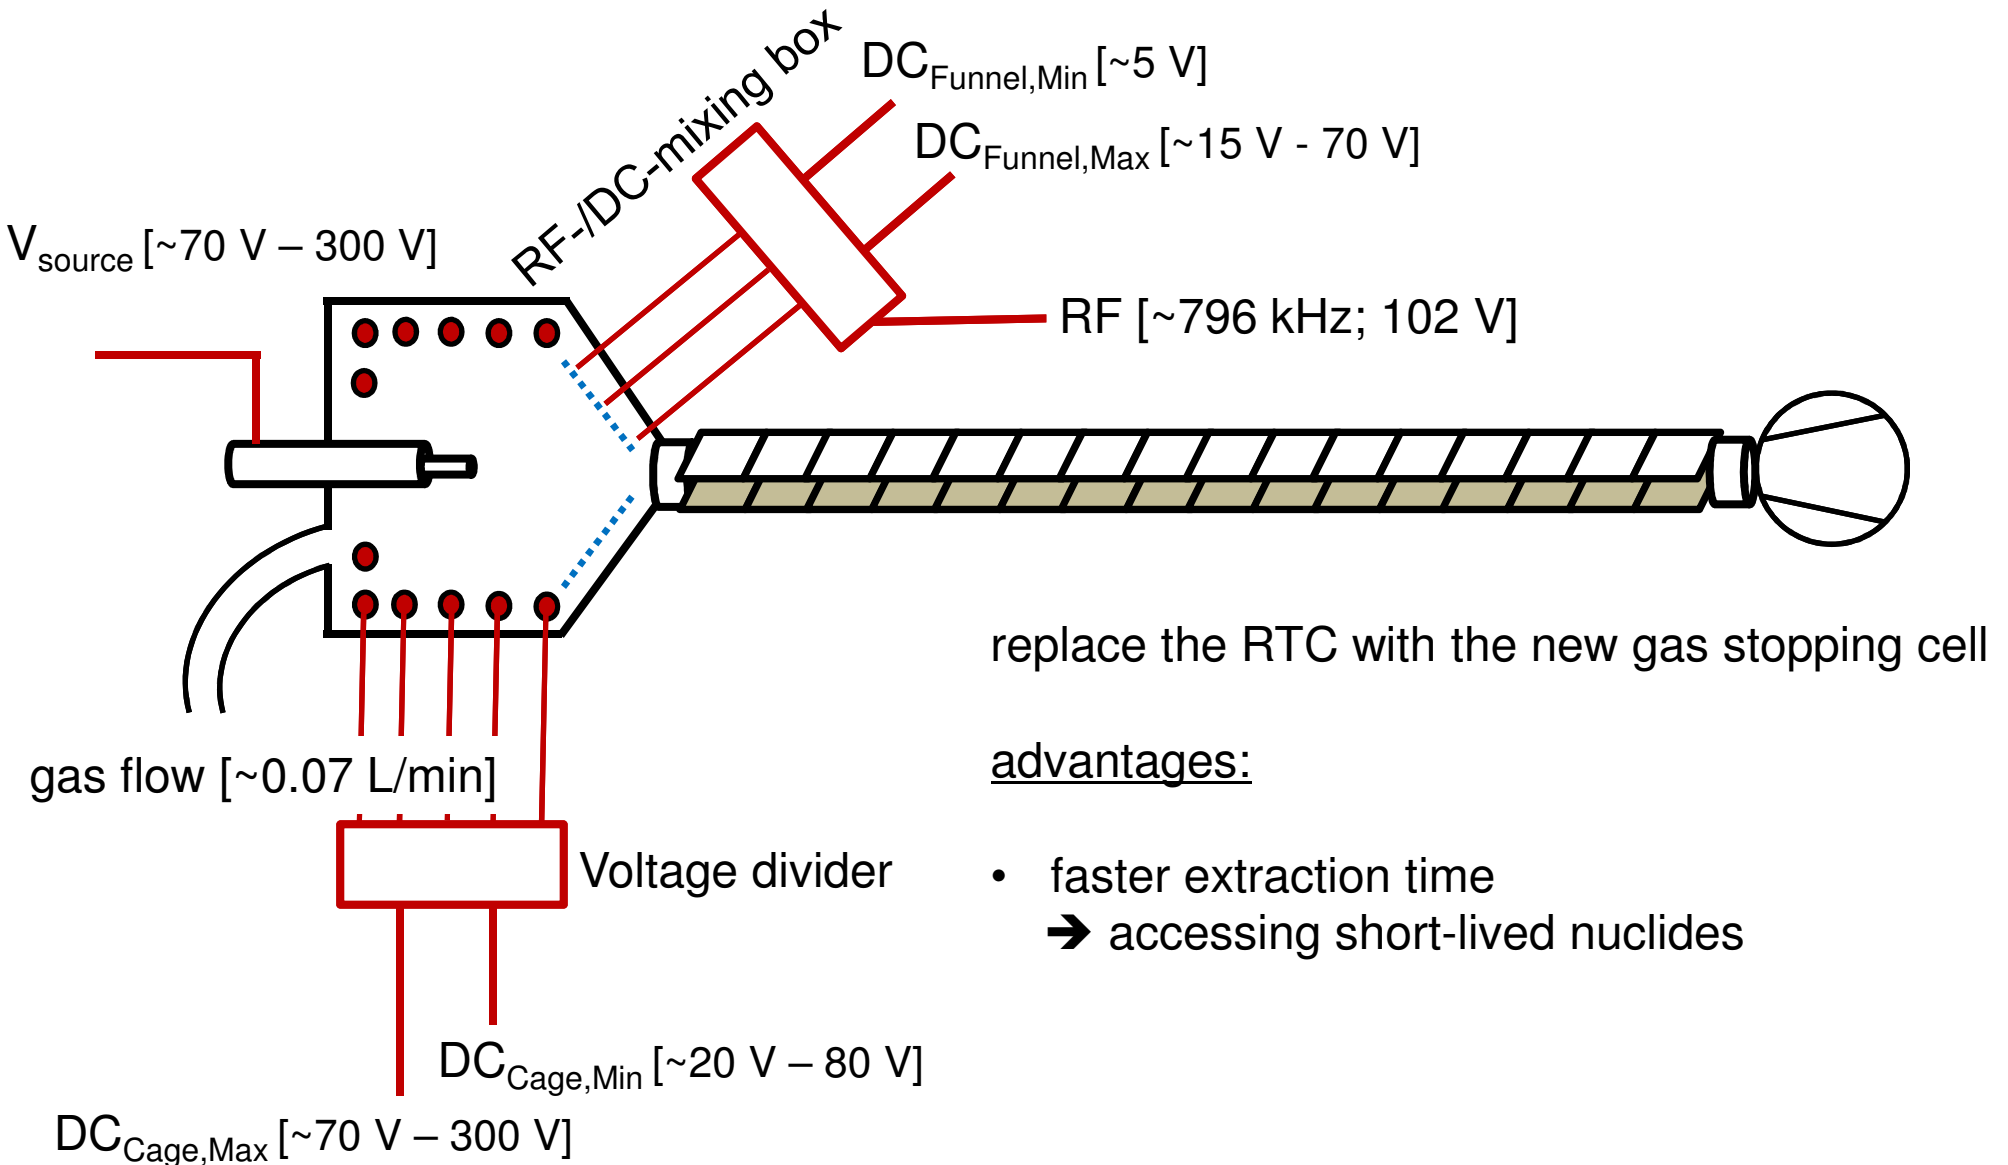 RF-/DC-mixing box
DC_Funnel,Min [~5 V]
DC_Funnel,Max [~15 V - 70 V]
V_source [~70 V – 300 V]
RF [~796 kHz; 102 V]
replace the RTC with the new gas stopping cell
gas flow [~0.07 L/min]
advantages:
Voltage divider
• faster extraction time
➔ accessing short-lived nuclides
DC_Cage,Min [~20 V – 80 V]
DC_Cage,Max [~70 V – 300 V]